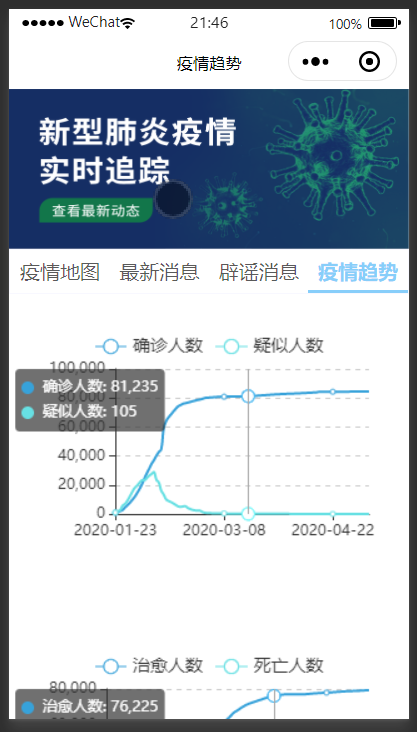 WeChat 21:46 100%
疫情趋势
新型肺炎疫情
实时追踪
查看最新动态
疫情地图 最新消息 辟谣消息 疫情趋势
确诊人数 疑似人数
100,000
确诊人数: 81,235
疑似人数: 105
60,000
40,000
20,000
0
2020-01-23 2020-03-08 2020-04-22
治愈人数 死亡人数
80,000
治愈人数: 76,225